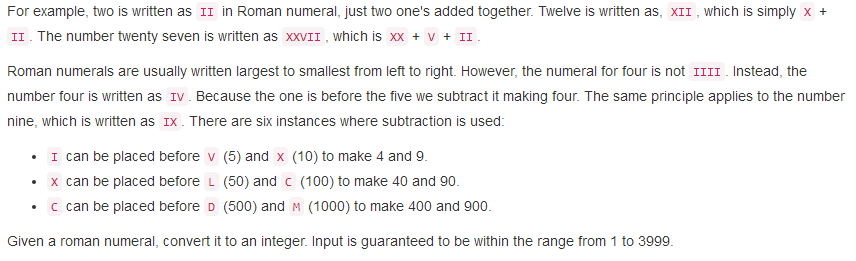 For example, two is written as II in Roman numeral, just two one's added together. Twelve is written as, XII , which is simply X +
II . The number twenty seven is written as XXVII , which is XX + V + II .
Roman numerals are usually written largest to smallest from left to right. However, the numeral for four is not IIII . Instead, the
number four is written as IV . Because the one is before the five we subtract it making four. The same principle applies to the number
nine, which is written as IX . There are six instances where subtraction is used:
• I can be placed before V (5) and X (10) to make 4 and 9.
• X can be placed before L (50) and C (100) to make 40 and 90.
• C can be placed before D (500) and M (1000) to make 400 and 900.
Given a roman numeral, convert it to an integer. Input is guaranteed to be within the range from 1 to 3999.